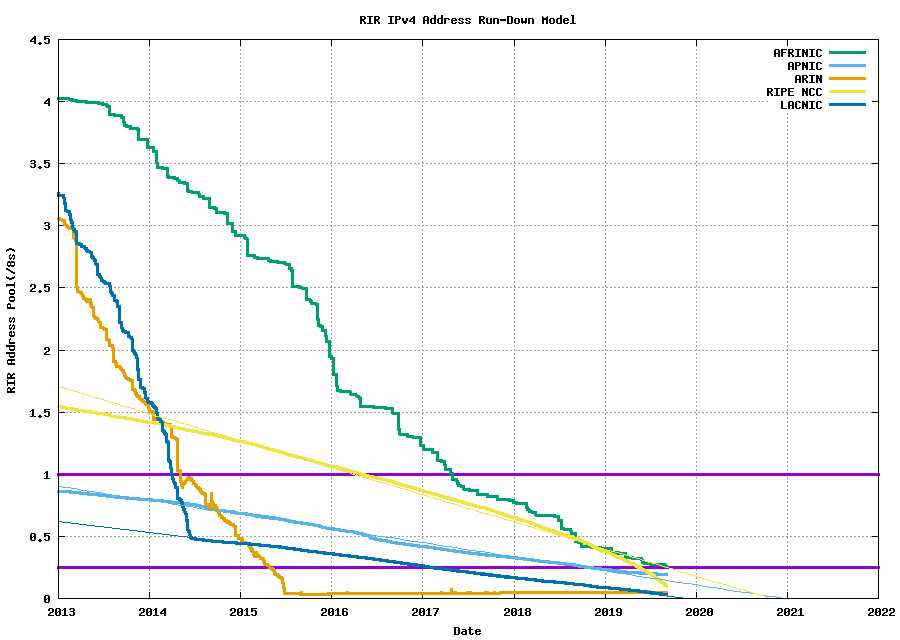 RIR IPv4 Address Run-Down Model
AFRINIC
APNIC
ARIN
RIPE NCC
LACNIC
RIR Address Pool(/8s)
4.5
4
3.5
3
2.5
2
1.5
1
0.5
0
2013 2014 2015 2016 2017 2018 2019 2020 2021 2022
Date